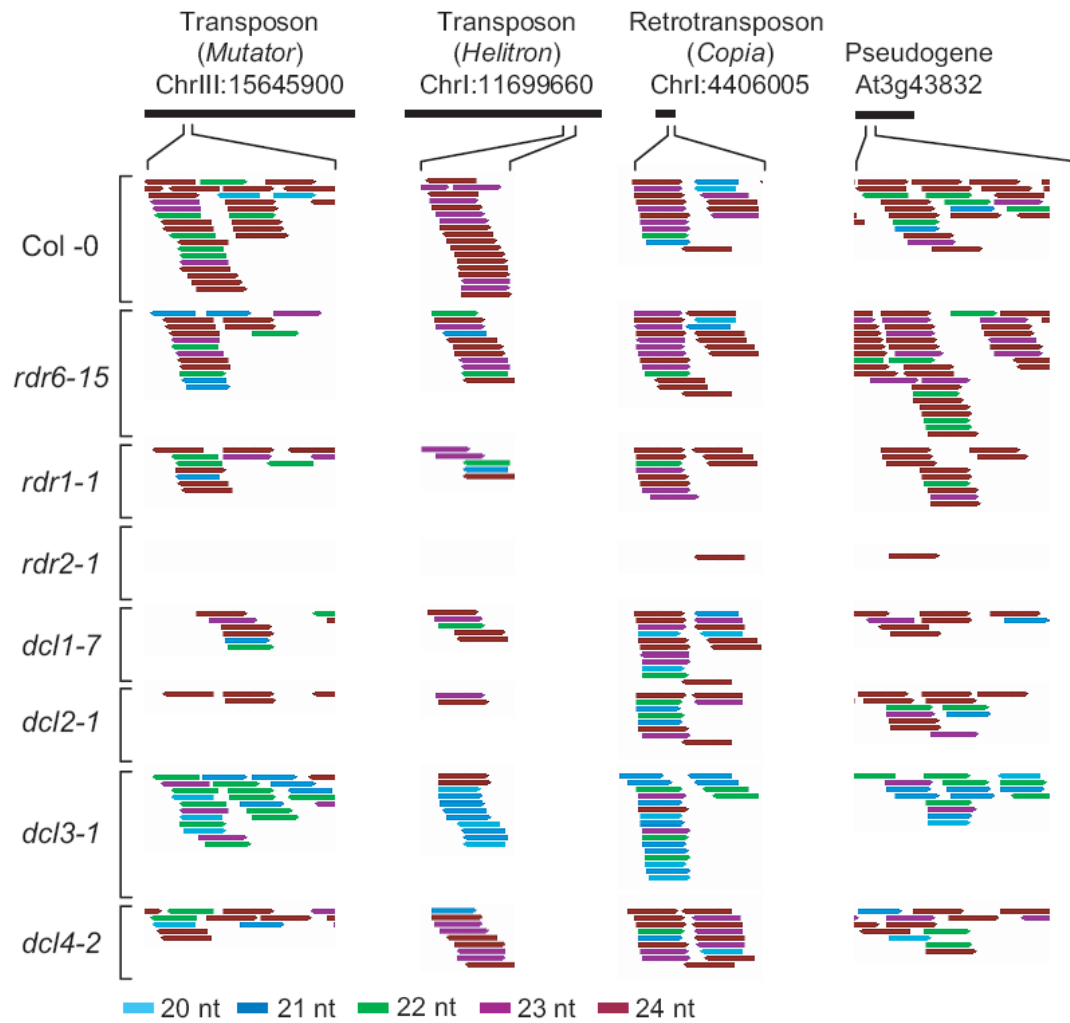 Transposon
(Mutator)
ChrIII:15645900
Transposon
(Helitron)
ChrI:11699660
Retrotransposon
(Copia)
ChrI:4406005
Pseudogene
At3g43832
Col -0
rdr6-15
rdr1-1
rdr2-1
dcl1-7
dcl2-1
dcl3-1
dcl4-2
20 nt 21 nt 22 nt 23 nt 24 nt